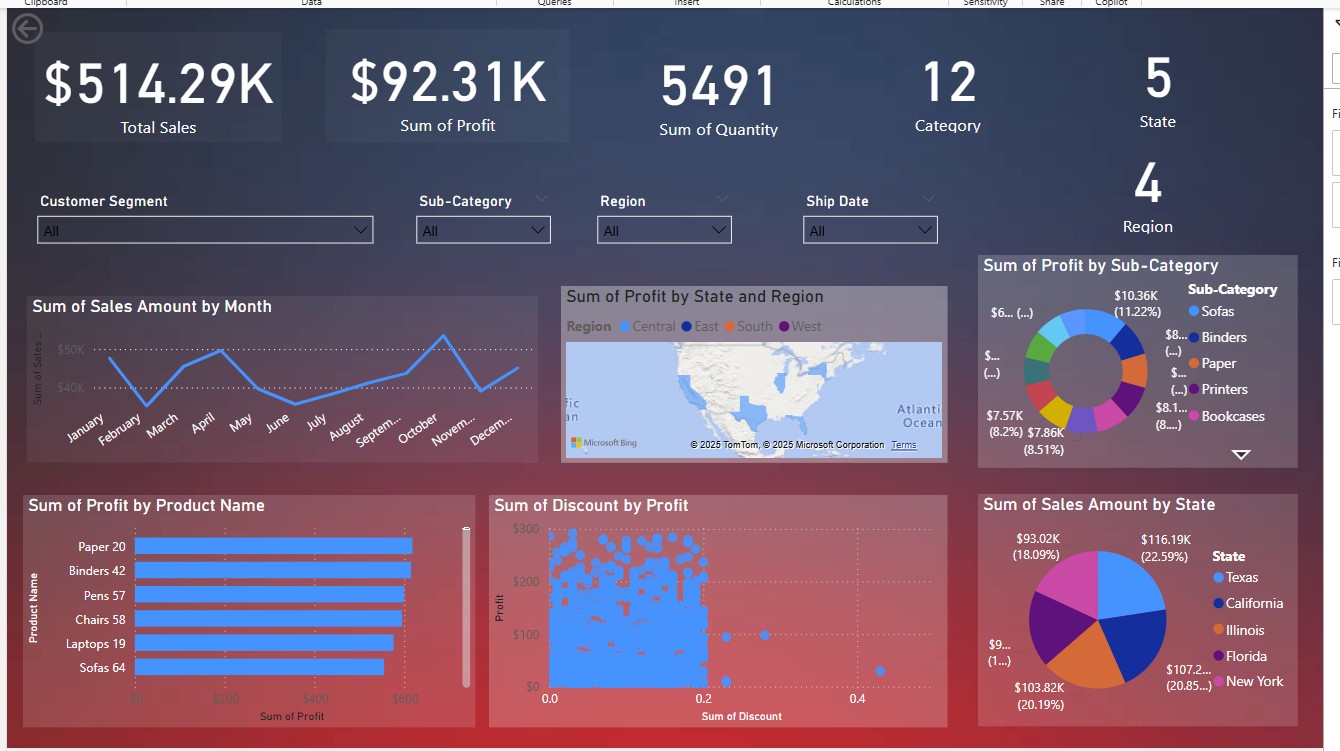 Clipboard Data Queries Insert Calculations Sensitivity Share Copilot
$514.29K
Total Sales
$92.31K
Sum of Profit
5491
Sum of Quantity
12
Category
5
State
4
Region
Customer Segment
All
Sub-Category
All
Region
All
Ship Date
All
Sum of Sales Amount by Month
Sum of Sales ...
$50K
$40K
January
February
March
April
May
June
July
August
Septem...
October
Novem...
Decem...
Sum of Profit by State and Region
Region Central East South West
Atlantic
Ocean
Microsoft Bing
© 2025 TomTom, © 2025 Microsoft Corporation Terms
Sum of Profit by Sub-Category
$10.36K
(11.22%)
$8...
(...)
$...
(...)
$8.1...
(8....)
$7.86K
(8.51%)
$7.57K
(8.2%)
$...
(...)
$6... (...)
Sub-Category
Sofas
Binders
Paper
Printers
Bookcases
Sum of Profit by Product Name
Product Name
Paper 20
Binders 42
Pens 57
Chairs 58
Laptops 19
Sofas 64
$0
$200
$400
$600
Sum of Profit
Sum of Discount by Profit
Profit
$300
$200
$100
$0
0.0
0.2
0.4
Sum of Discount
Sum of Sales Amount by State
$116.19K
(22.59%)
$107.2...
(20.85...)
$103.82K
(20.19%)
$9...
(1...)
$93.02K
(18.09%)
State
Texas
California
Illinois
Florida
New York